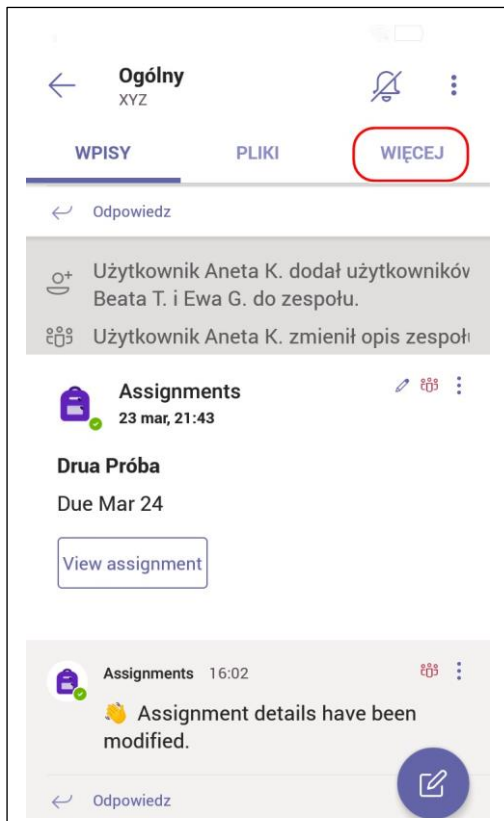 Ogólny
XYZ
WPISY PLIKI WIĘCEJ
Odpowiedz
Użytkownik Aneta K. dodał użytkowników
Beata T. i Ewa G. do zespołu.
Użytkownik Aneta K. zmienił opis zespołu
Assignments
23 mar, 21:43
Drua Próba
Due Mar 24
View assignment
Assignments 16:02
👏 Assignment details have been
modified.
Odpowiedz